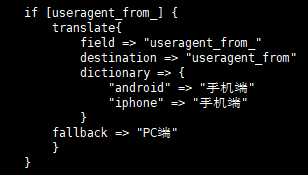 if [useragent_from_] {
translate{
field => "useragent_from_"
destination => "useragent_from"
dictionary => {
"android" => "手机端"
"iphone" => "手机端"
}
fallback => "PC端"
}
}